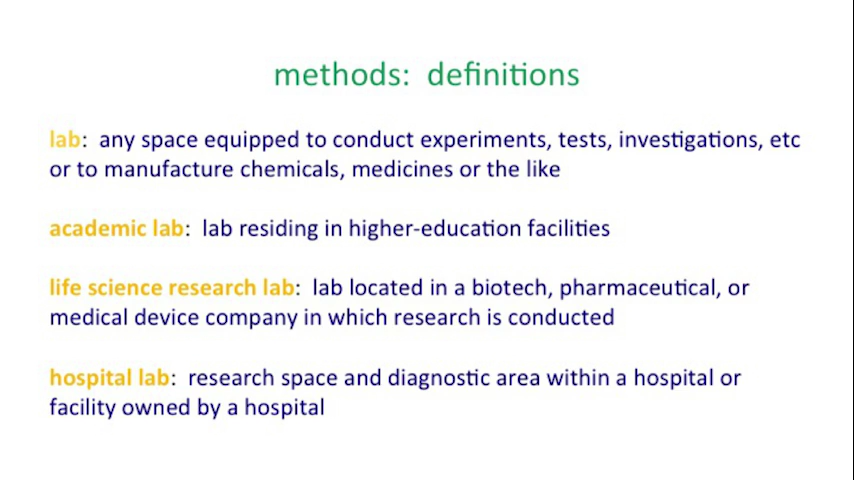 methods:  definitions
lab:  any space equipped to conduct experiments, tests, investigations, etc
or to manufacture chemicals, medicines or the like
academic lab:  lab residing in higher-education facilities
life science research lab:  lab located in a biotech, pharmaceutical, or
medical device company in which research is conducted
hospital lab:  research space and diagnostic area within a hospital or
facility owned by a hospital